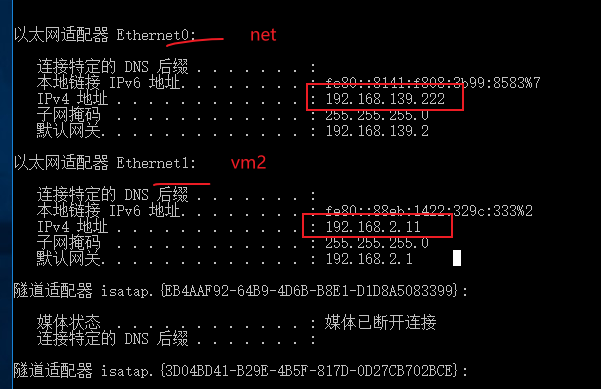 以太网适配器 Ethernet0: net
连接特定的 DNS 后缀 . . . . . . . :
本地链接 IPv6 地址. . . . . . . . : fe80::8141:f808:3b99:8583%7
IPv4 地址 . . . . . . . . . . . . : 192.168.139.222
子网掩码 . . . . . . . . . . . . : 255.255.255.0
默认网关. . . . . . . . . . . . . : 192.168.139.2
以太网适配器 Ethernet1: vm2
连接特定的 DNS 后缀 . . . . . . . :
本地链接 IPv6 地址. . . . . . . . : fe80::88eb:1422:329c:333%2
IPv4 地址 . . . . . . . . . . . . : 192.168.2.11
子网掩码 . . . . . . . . . . . . : 255.255.255.0
默认网关. . . . . . . . . . . . . : 192.168.2.1
隧道适配器 isatap.{EB4AAF92-64B9-4D6B-B8E1-D1D8A5083399}:
媒体状态 . . . . . . . . . . . . : 媒体已断开连接
连接特定的 DNS 后缀 . . . . . . . :
隧道适配器 isatap.{3D04BD41-B29E-4B5F-817D-0D27CB702BCE}: